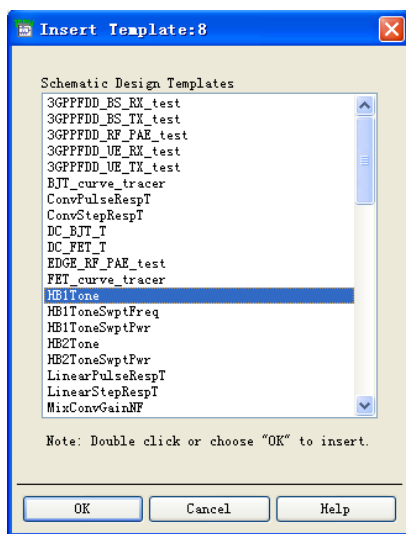 Insert Template:8
Schematic Design Templates
3GPPFDD_BS_RX_test
3GPPFDD_BS_TX_test
3GPPFDD_RF_PAE_test
3GPPFDD_UE_RX_test
3GPPFDD_UE_TX_test
BJT_curve_tracer
ConvPulseRespT
ConvStepRespT
DC_BJT_T
DC_FET_T
EDGE_RF_PAE_test
FET_curve_tracer
HB1Tone
HB1ToneSwptFreq
HB1ToneSwptPwr
HB2Tone
HB2ToneSwptPwr
LinearPulseRespT
LinearStepRespT
MixConvGainNF
Note: Double click or choose "OK" to insert.
OK Cancel Help